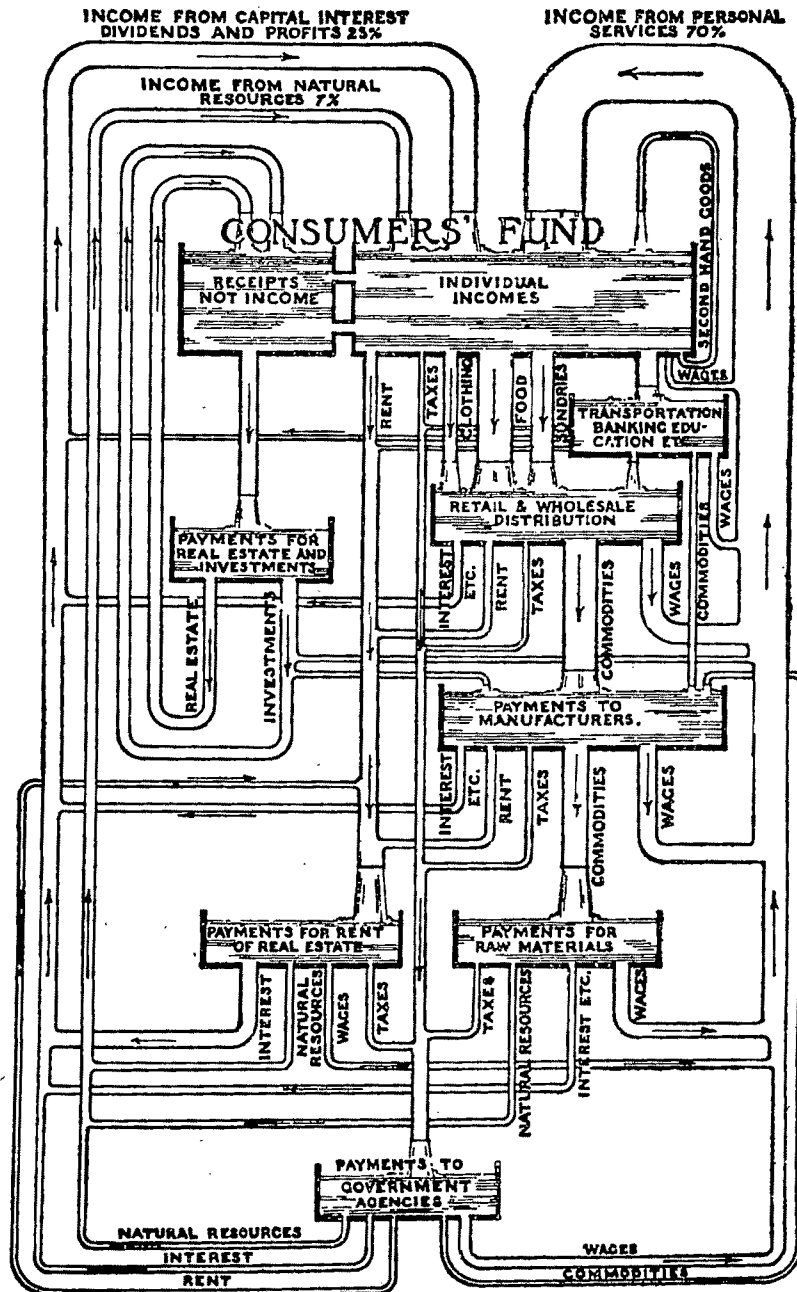 INCOME FROM CAPITAL INTEREST
DIVIDENDS AND PROFITS 23%
INCOME FROM PERSONAL
SERVICES 70%
INCOME FROM NATURAL
RESOURCES 7%
SECOND HAND GOODS
CONSUMERS' FUND
RECEIPTS
NOT INCOME
INDIVIDUAL
INCOMES
RENT
TAXES
CLOTHING
FOOD
SUNDRIES
WAGES
TRANSPORTATION
BANKING EDU-
CATION ETC
COMMODITIES
WAGES
RETAIL & WHOLESALE
DISTRIBUTION
PAYMENTS FOR
REAL ESTATE AND
INVESTMENTS
REAL ESTATE
INVESTMENTS
INTEREST
ETC.
RENT
TAXES
COMMODITIES
WAGES
PAYMENTS TO
MANUFACTURERS.
INTEREST
ETC.
RENT
TAXES
COMMODITIES
WAGES
PAYMENTS FOR RENT
OF REAL ESTATE
PAYMENTS FOR
RAW MATERIALS
INTEREST
NATURAL
RESOURCES
WAGES
TAXES
TAXES
NATURAL RESOURCES
INTEREST ETC.
WAGES
PAYMENTS TO
GOVERNMENT
AGENCIES
NATURAL RESOURCES
INTEREST
RENT
WAGES
COMMODITIES